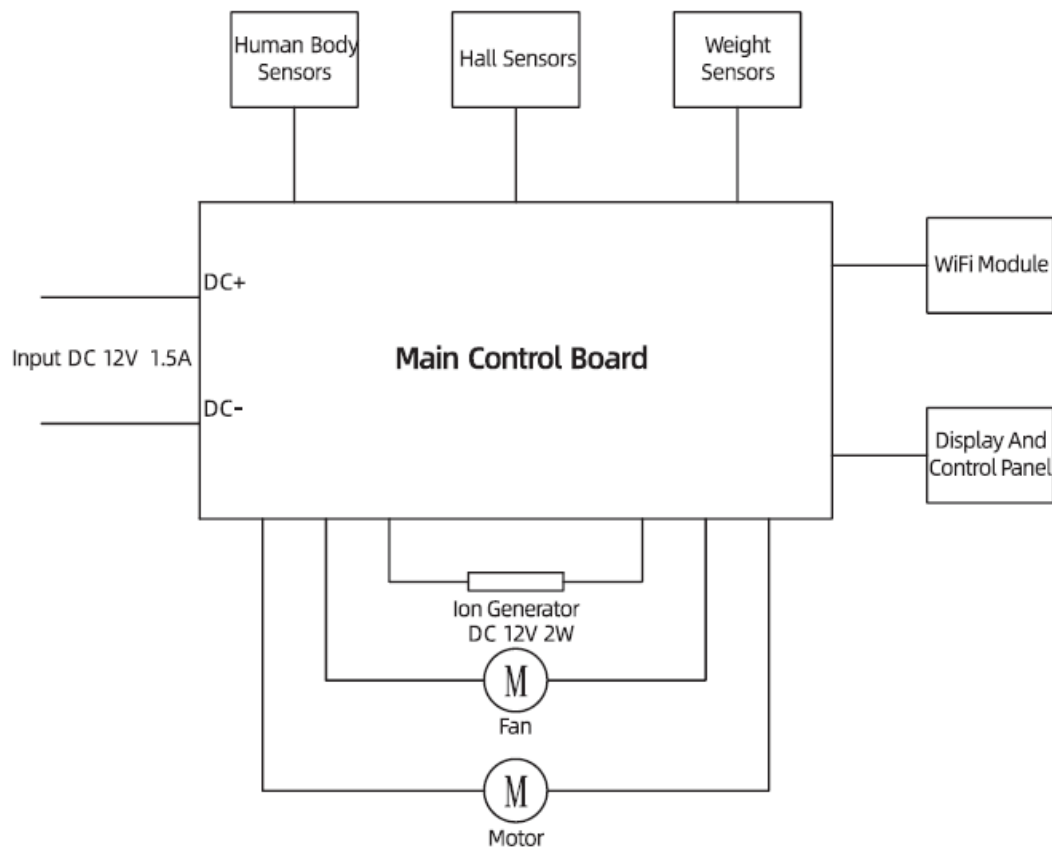 Human Body
Sensors
Hall Sensors
Weight
Sensors
DC+
WiFi Module
Input DC 12V 1.5A
Main Control Board
DC-
Display And
Control Panel
Ion Generator
DC 12V 2W
M
Fan
M
Motor